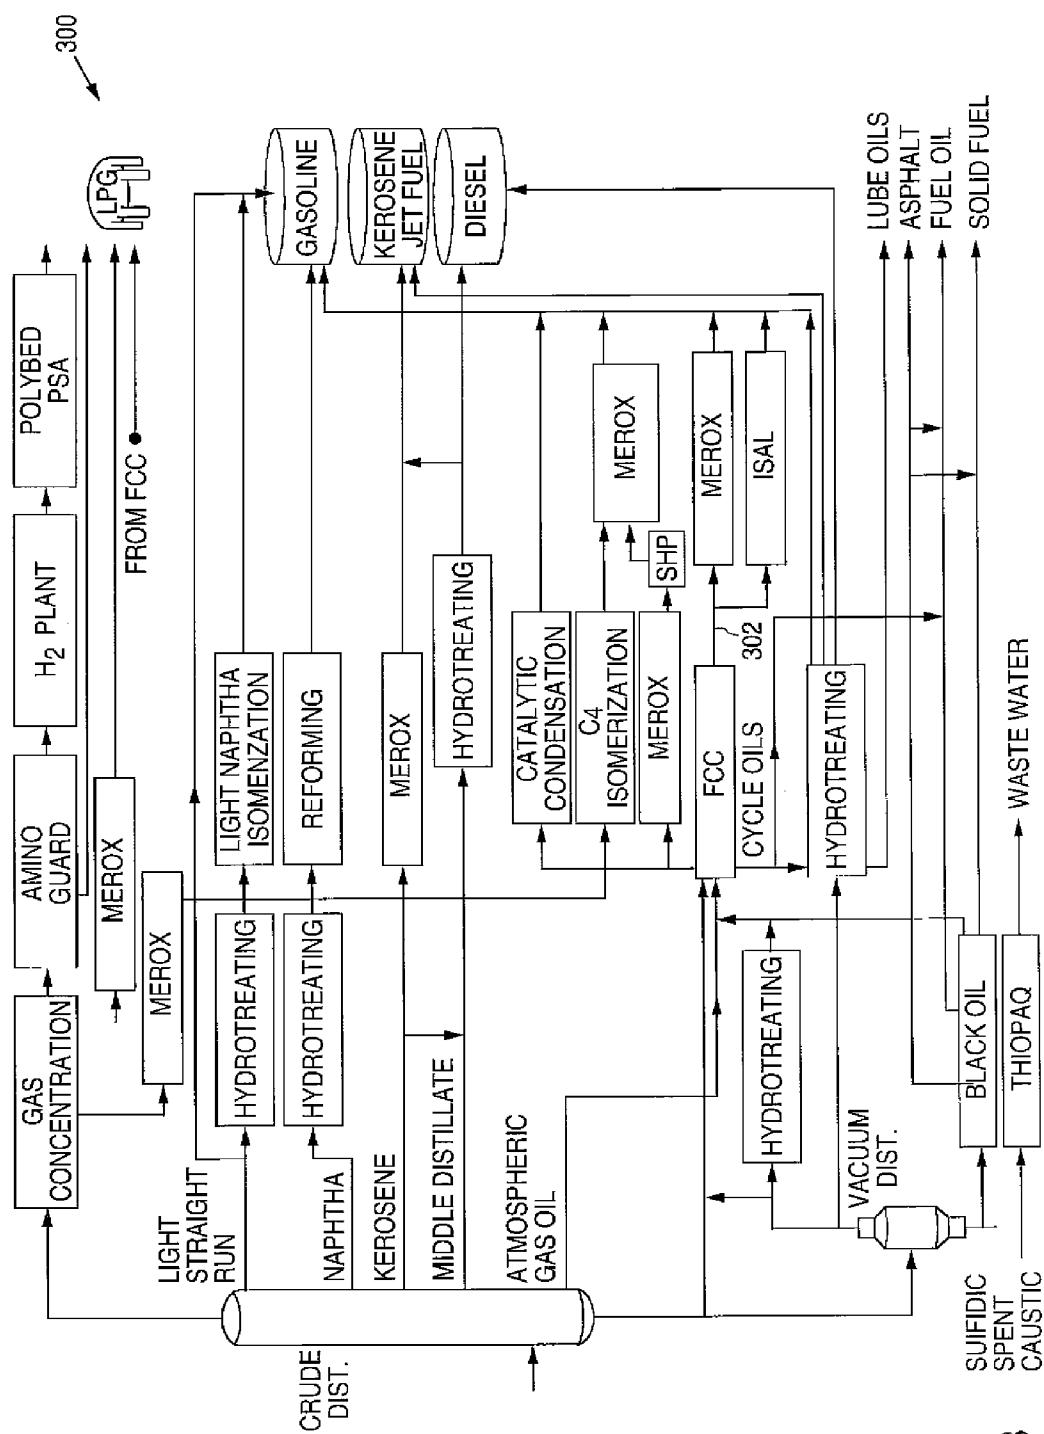 300
POLYBED
PSA
H2 PLANT
AMINO
GUARD
GAS
CONCENTRATION
LPG
FROM FCC
MEROX
MEROX
LIGHT
STRAIGHT
RUN
HYDROTREATING
LIGHT NAPHTHA
ISOMENZATION
GASOLINE
NAPHTHA
HYDROTREATING
REFORMING
KEROSENE
MEROX
KEROSENE
JET FUEL
MIDDLE DISTILLATE
HYDROTREATING
DIESEL
CRUDE
DIST.
ATMOSPHERIC
GAS OIL
CATALYTIC
CONDENSATION
C4
ISOMERIZATION
MEROX
SHP
MEROX
FCC
302
MEROX
ISAL
CYCLE OILS
HYDROTREATING
HYDROTREATING
VACUUM
DIST.
LUBE OILS
ASPHALT
FUEL OIL
SOLID FUEL
BLACK OIL
THIOPAQ
WASTE WATER
SUIFIDIC
SPENT
CAUSTIC